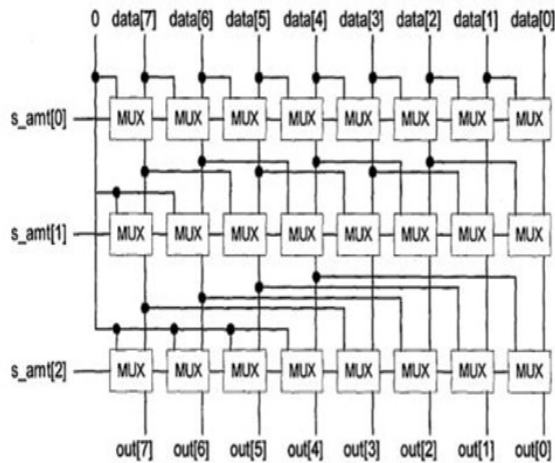 0 data[7] data[6] data[5] data[4] data[3] data[2] data[1] data[0]
s_amt[0] MUX MUX MUX MUX MUX MUX MUX MUX
s_amt[1] MUX MUX MUX MUX MUX MUX MUX MUX
s_amt[2] MUX MUX MUX MUX MUX MUX MUX MUX
out[7] out[6] out[5] out[4] out[3] out[2] out[1] out[0]